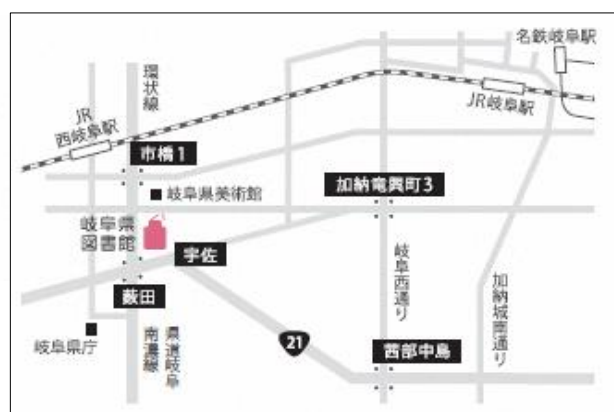 名鉄岐阜駅
環状線
JR
西岐阜駅
JR岐阜駅
市橋1
岐阜県美術館
加納竜興町3
岐阜県
図書館
宇佐
岐阜西通り
加納城南通り
薮田
岐阜県庁
県道岐阜
南濃線
21
茜部中島